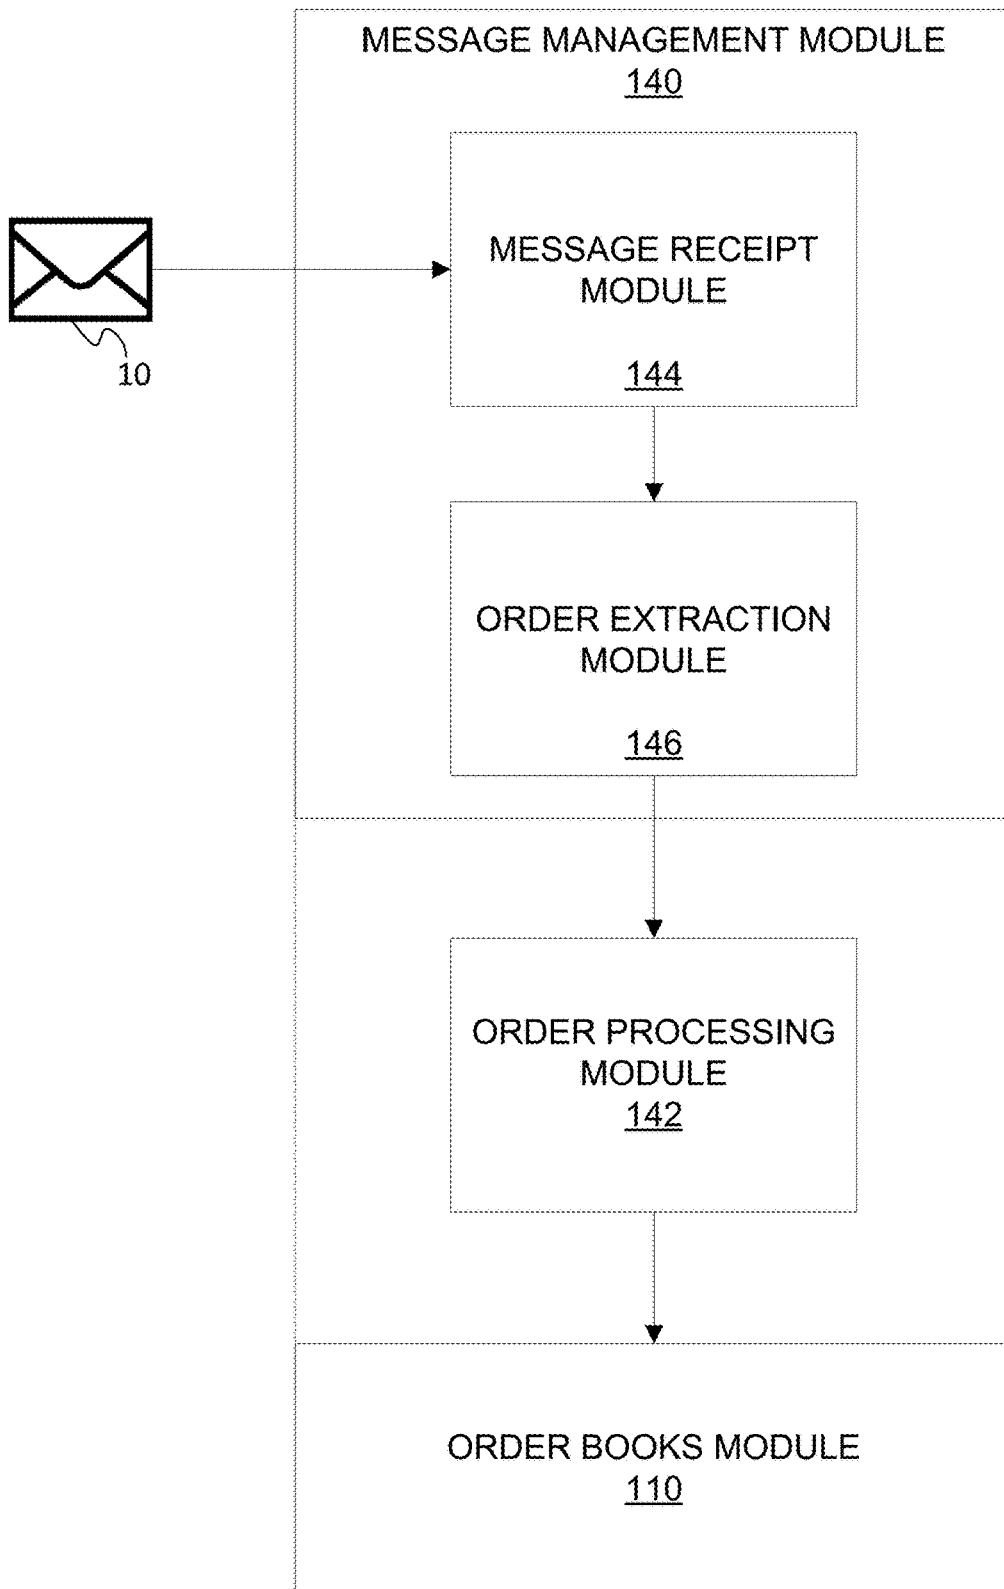 MESSAGE MANAGEMENT MODULE
140
MESSAGE RECEIPT
MODULE
144
10
ORDER EXTRACTION
MODULE
146
ORDER PROCESSING
MODULE
142
ORDER BOOKS MODULE
110